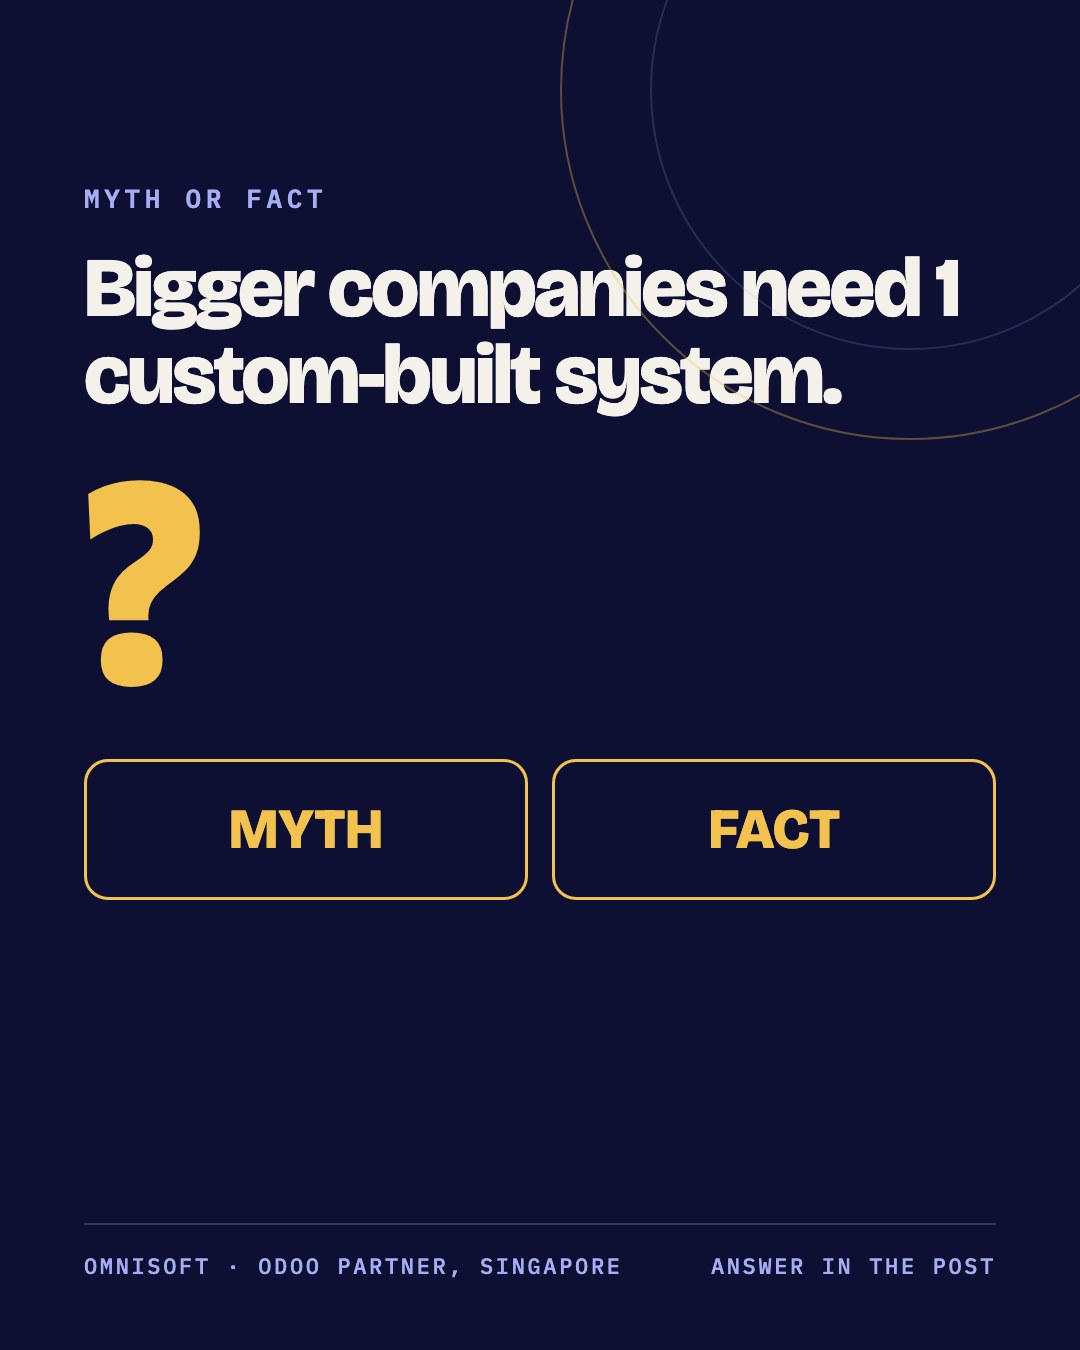 MYTH OR FACT
Bigger companies need 1
custom-built system.
?
MYTH
FACT
OMNISOFT · ODOO PARTNER, SINGAPORE
ANSWER IN THE POST